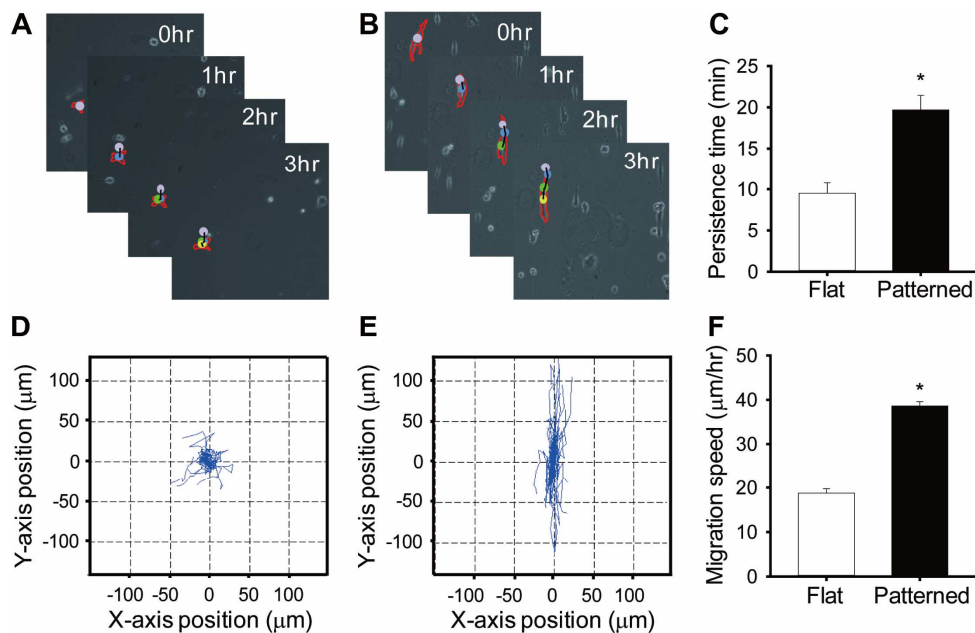 A
0hr
1hr
2hr
3hr
B
0hr
1hr
2hr
3hr
C
Persistence time (min)
25
20
15
10
5
0
*
Flat Patterned
D
Y-axis position (μm)
100
50
0
-50
-100
-100 -50 0 50 100
X-axis position (μm)
E
Y-axis position (μm)
100
50
0
-50
-100
-100 -50 0 50 100
X-axis position (μm)
F
Migration speed (μm/hr)
50
40
30
20
10
0
*
Flat Patterned